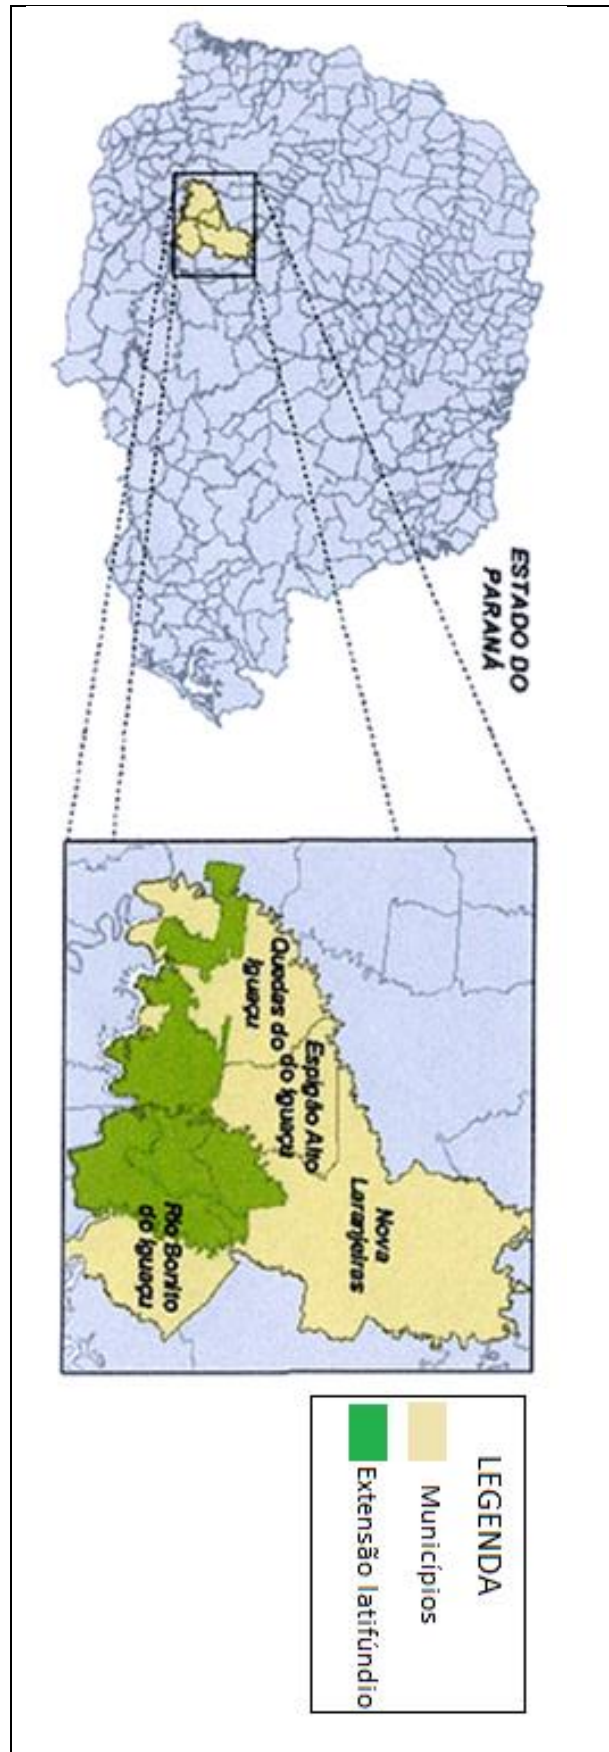 ESTADO DO
PARANÁ
Nova
Laranjeiras
Espigão Alto
do Iguaçu
Quedas do
Iguaçu
Rio Bonito
do Iguaçu
LEGENDA
Municípios
Extensão latifúndio